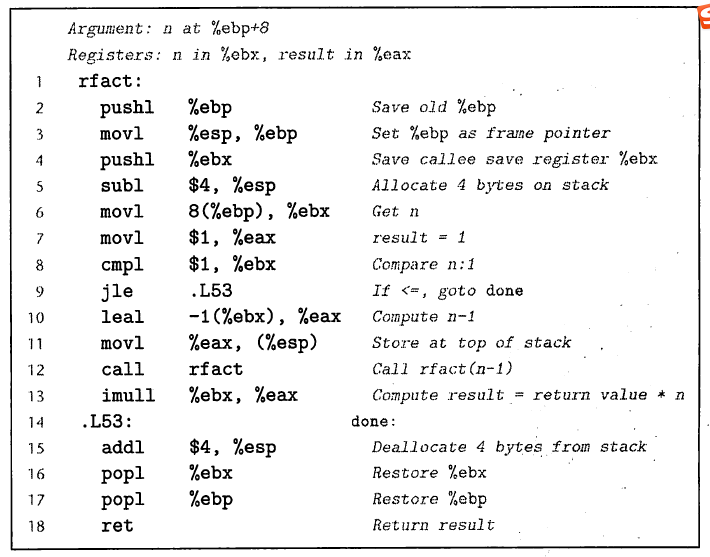 Argument: n at %ebp+8
Registers: n in %ebx, result in %eax
1 rfact:
2 pushl %ebp Save old %ebp
3 movl %esp, %ebp Set %ebp as frame pointer
4 pushl %ebx Save callee save register %ebx
5 subl $4, %esp Allocate 4 bytes on stack
6 movl 8(%ebp), %ebx Get n
7 movl $1, %eax result = 1
8 cmpl $1, %ebx Compare n:1
9 jle .L53 If <=, goto done
10 leal -1(%ebx), %eax Compute n-1
11 movl %eax, (%esp) Store at top of stack
12 call rfact Call rfact(n-1)
13 imull %ebx, %eax Compute result = return value * n
14 .L53: done:
15 addl $4, %esp Deallocate 4 bytes from stack
16 popl %ebx Restore %ebx
17 popl %ebp Restore %ebp
18 ret Return result